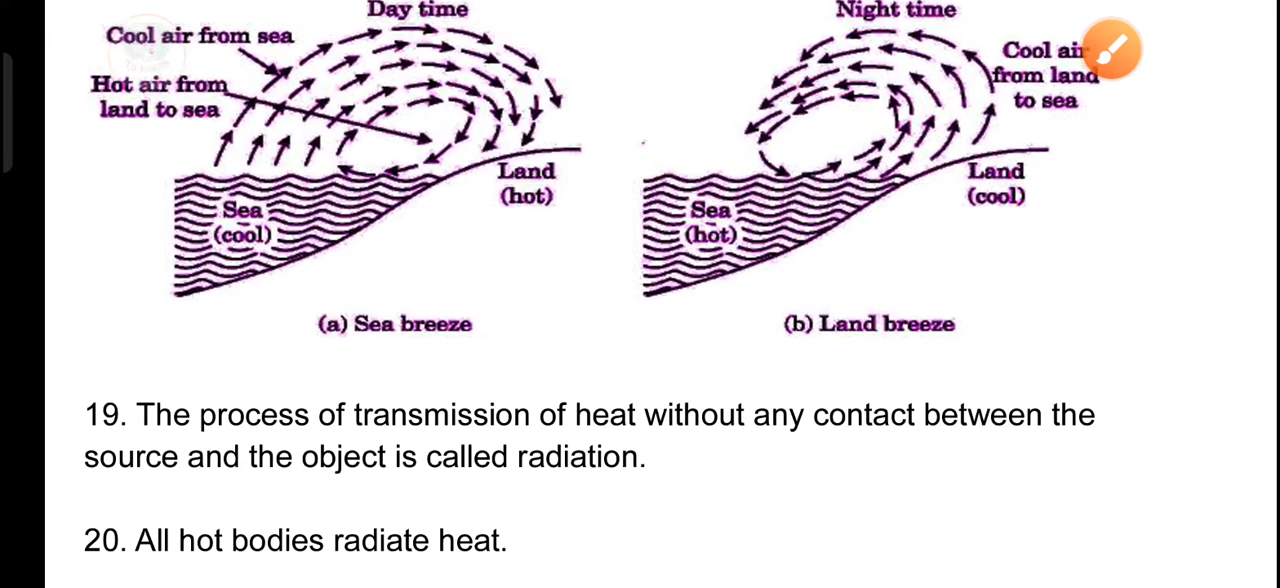 Day time
Cool air from sea
Hot air from
land to sea
Land
(hot)
Sea
(cool)
(a) Sea breeze
Night time
Cool air
from land
to sea
Land
(cool)
Sea
(hot)
(b) Land breeze
19. The process of transmission of heat without any contact between the
source and the object is called radiation.
20. All hot bodies radiate heat.